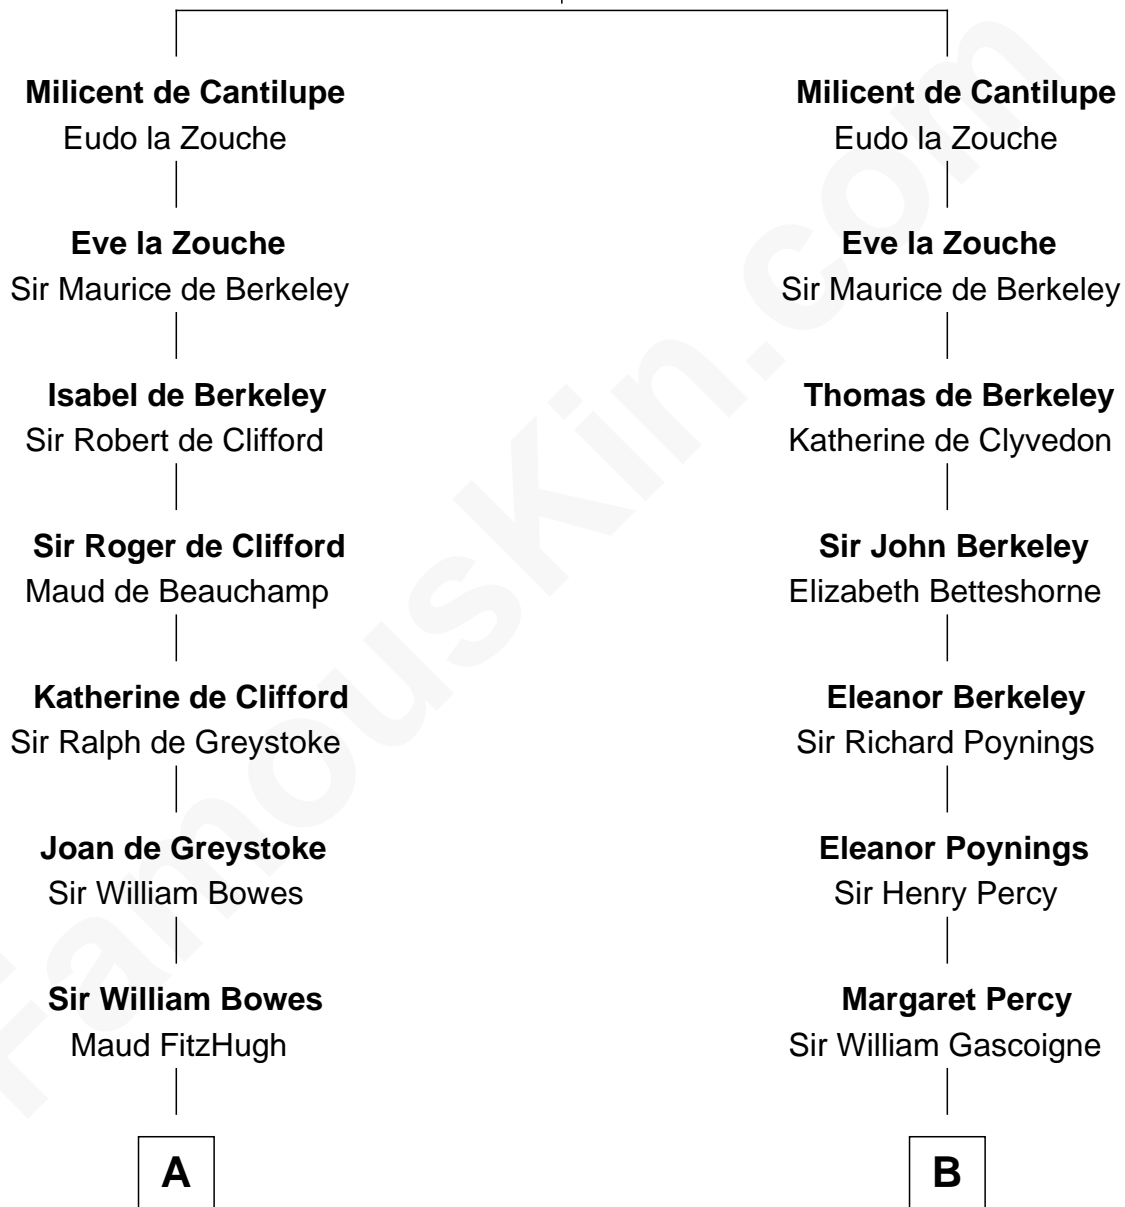 Milicent de Cantilupe
Eudo la Zouche
Eve la Zouche
Sir Maurice de Berkeley
Isabel de Berkeley
Sir Robert de Clifford
Sir Roger de Clifford
Maud de Beauchamp
Katherine de Clifford
Sir Ralph de Greystoke
Joan de Greystoke
Sir William Bowes
Sir William Bowes
Maud FitzHugh
A
Milicent de Cantilupe
Eudo la Zouche
Eve la Zouche
Sir Maurice de Berkeley
Thomas de Berkeley
Katherine de Clyvedon
Sir John Berkeley
Elizabeth Betteshorne
Eleanor Berkeley
Sir Richard Poynings
Eleanor Poynings
Sir Henry Percy
Margaret Percy
Sir William Gascoigne
B
FamousKin.com